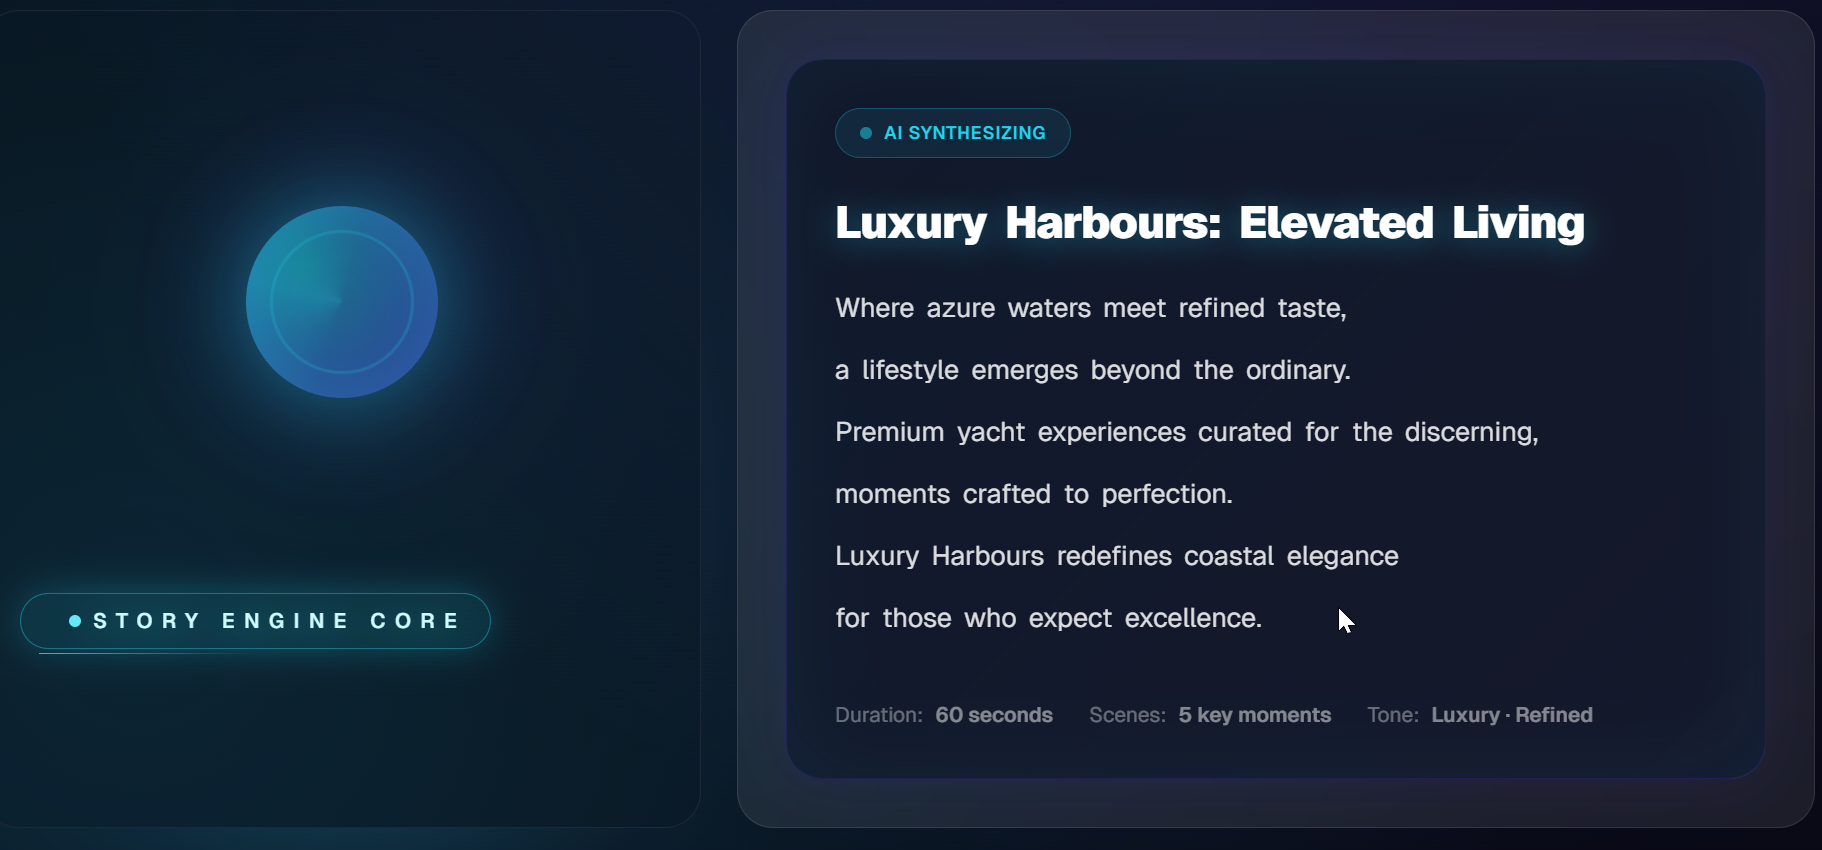 STORY ENGINE CORE
AI SYNTHESIZING
Luxury Harbours: Elevated Living
Where azure waters meet refined taste,
a lifestyle emerges beyond the ordinary.
Premium yacht experiences curated for the discerning,
moments crafted to perfection.
Luxury Harbours redefines coastal elegance
for those who expect excellence.
Duration: 60 seconds Scenes: 5 key moments Tone: Luxury · Refined